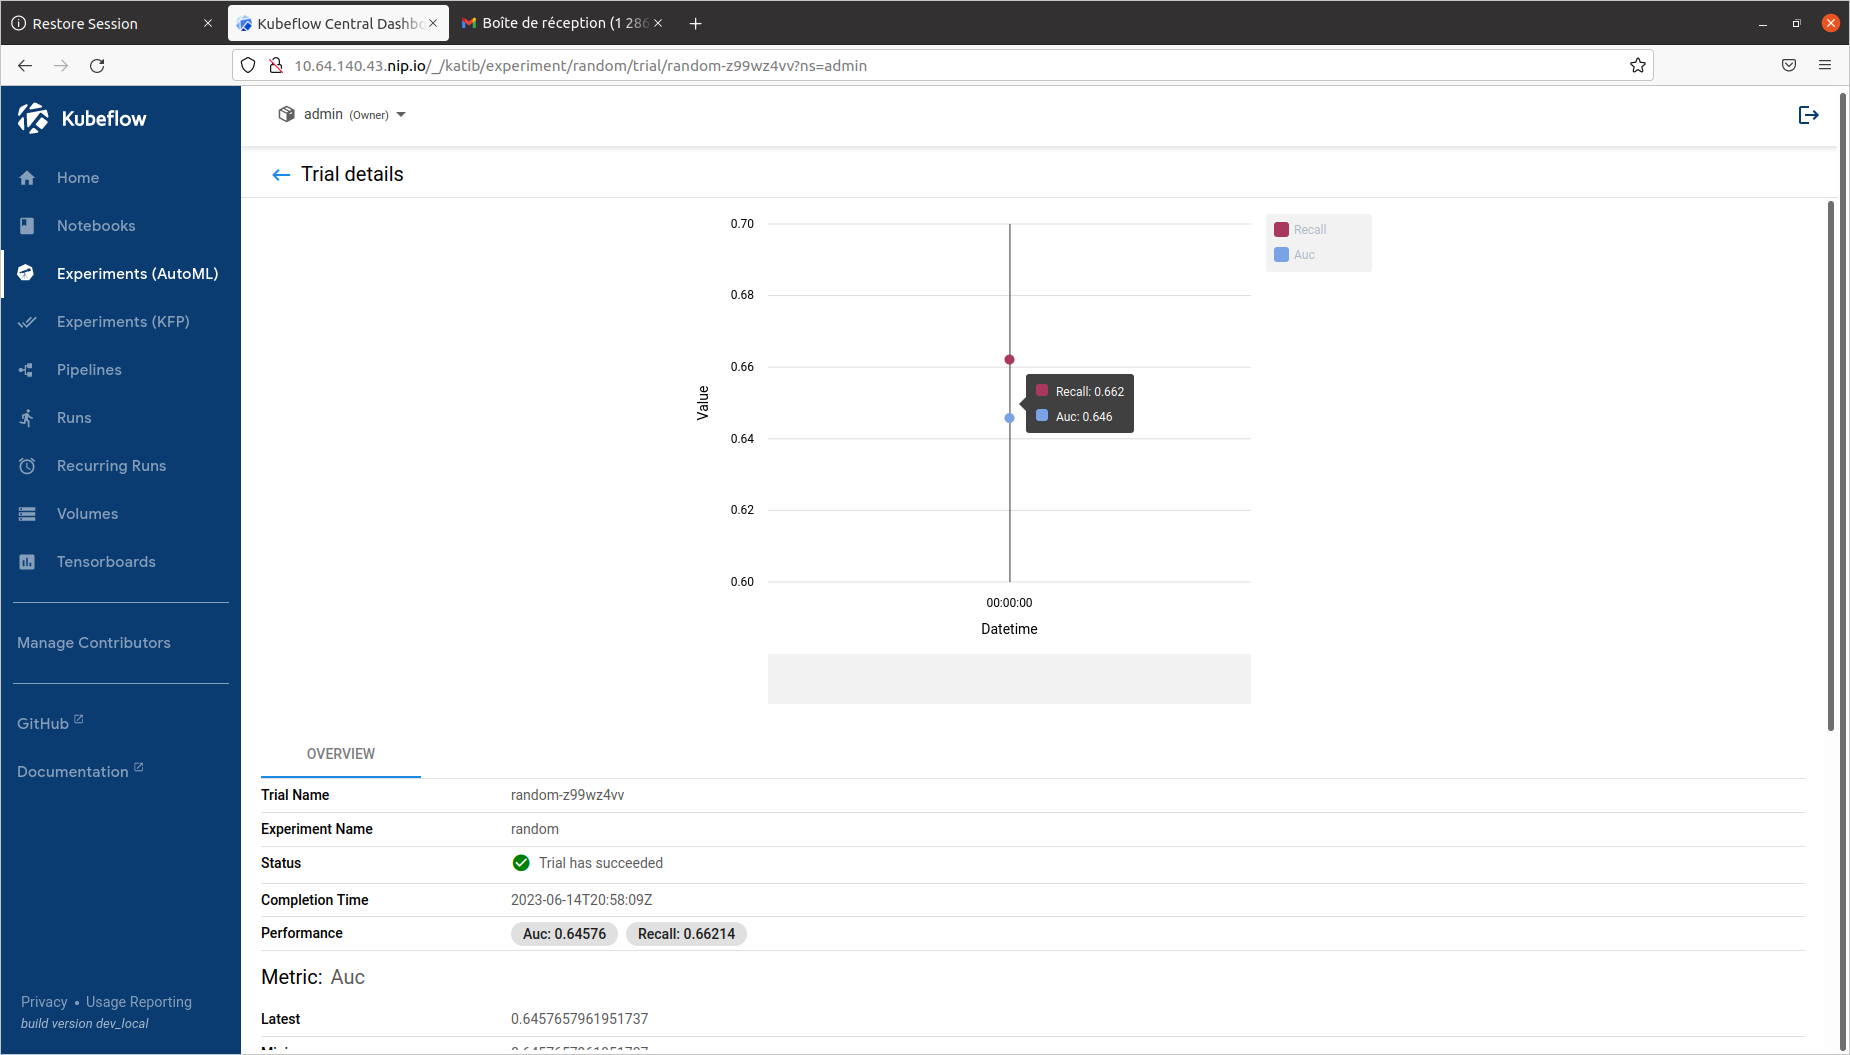 Restore Session
Kubeflow Central Dashbo
Boîte de réception (1 286
10.64.140.43.nip.io/_/katib/experiment/random/trial/random-z99wz4vv?ns=admin
Kubeflow
admin (Owner)
Home
Notebooks
Experiments (AutoML)
Experiments (KFP)
Pipelines
Runs
Recurring Runs
Volumes
Tensorboards
Manage Contributors
GitHub
Documentation
Privacy • Usage Reporting
build version dev_local
Trial details
0.70
0.68
0.66
0.64
0.62
0.60
Value
00:00:00
Datetime
Recall
Auc
Recall: 0.662
Auc: 0.646
OVERVIEW
Trial Name random-z99wz4vv
Experiment Name random
Status Trial has succeeded
Completion Time 2023-06-14T20:58:09Z
Performance Auc: 0.64576 Recall: 0.66214
Metric: Auc
Latest 0.6457657961951737